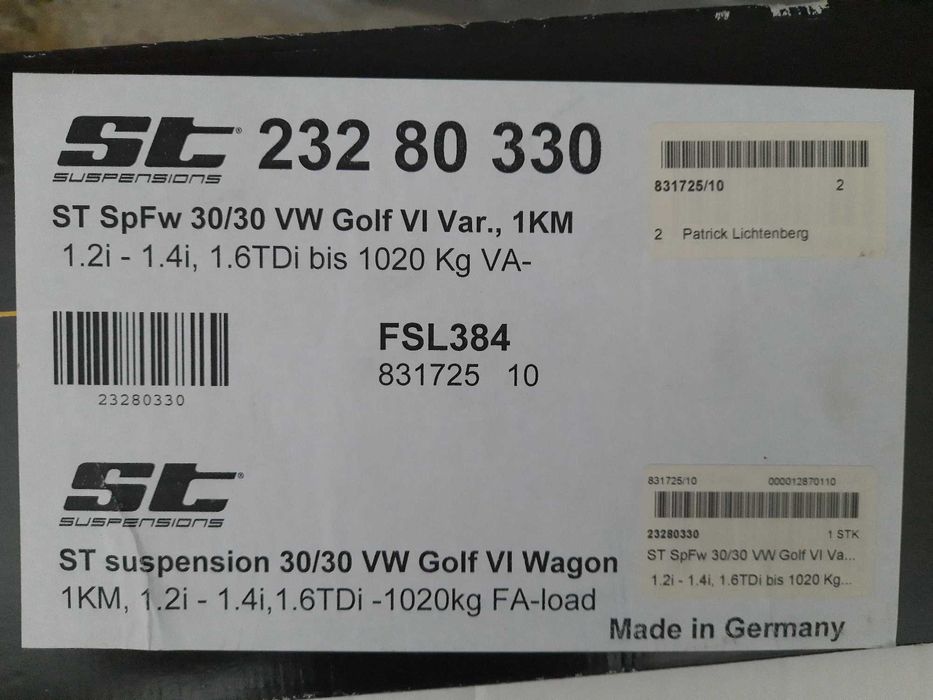 ST® 232 80 330
SUSPENSIONS
ST SpFw 30/30 VW Golf VI Var., 1KM
1.2i - 1.4i, 1.6TDi bis 1020 Kg VA-
831725/10 2
2 Patrick Lichtenberg
23280330
FSL384
831725 10
ST®
SUSPENSIONS
ST suspension 30/30 VW Golf VI Wagon
1KM, 1.2i - 1.4i,1.6TDi -1020kg FA-load
831725/10 000012870110
23280330 1 STK
ST SpFw 30/30 VW Golf VI Va...
1.2i - 1.4i, 1.6TDi bis 1020 Kg...
Made in Germany